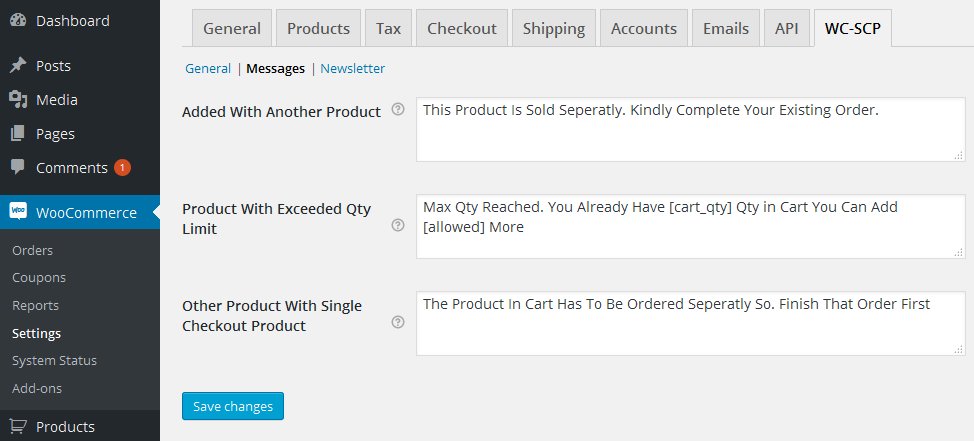 Dashboard
Posts
Media
Pages
Comments 1
Woo WooCommerce
Orders
Coupons
Reports
Settings
System Status
Add-ons
Products
General Products Tax Checkout Shipping Accounts Emails API WC-SCP
General | Messages | Newsletter
Added With Another Product ?
This Product Is Sold Seperatly. Kindly Complete Your Existing Order.
Product With Exceeded Qty
Limit ?
Max Qty Reached. You Already Have [cart_qty] Qty in Cart You Can Add
[allowed] More
Other Product With Single
Checkout Product ?
The Product In Cart Has To Be Ordered Seperatly So. Finish That Order First
Save changes